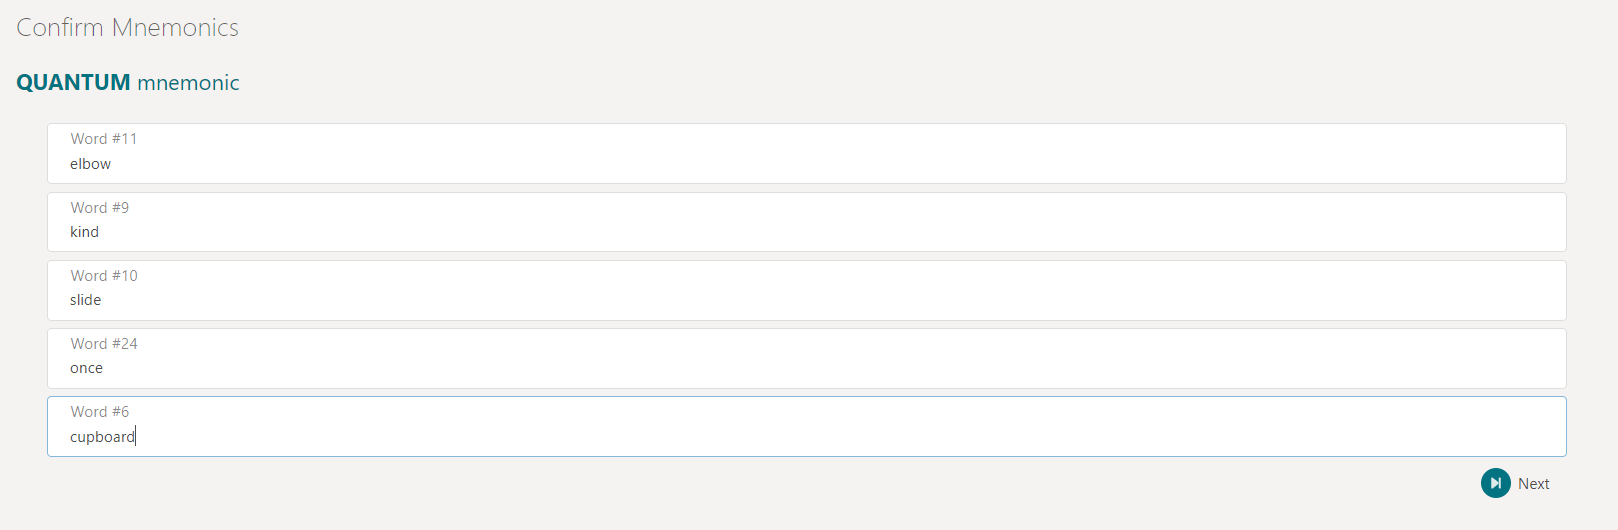 Confirm Mnemonics
QUANTUM mnemonic
Word #11
elbow
Word #9
kind
Word #10
slide
Word #24
once
Word #6
cupboard
Next